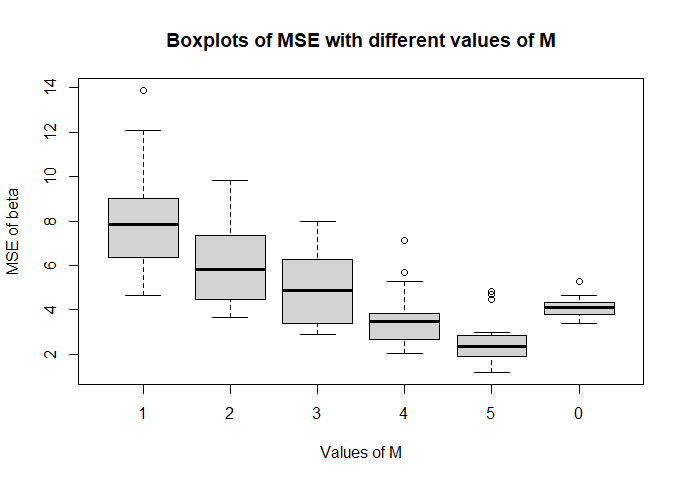 Boxplots of MSE with different values of M
MSE of beta
14
12
10
8
6
4
2
1 2 3 4 5 0
Values of M